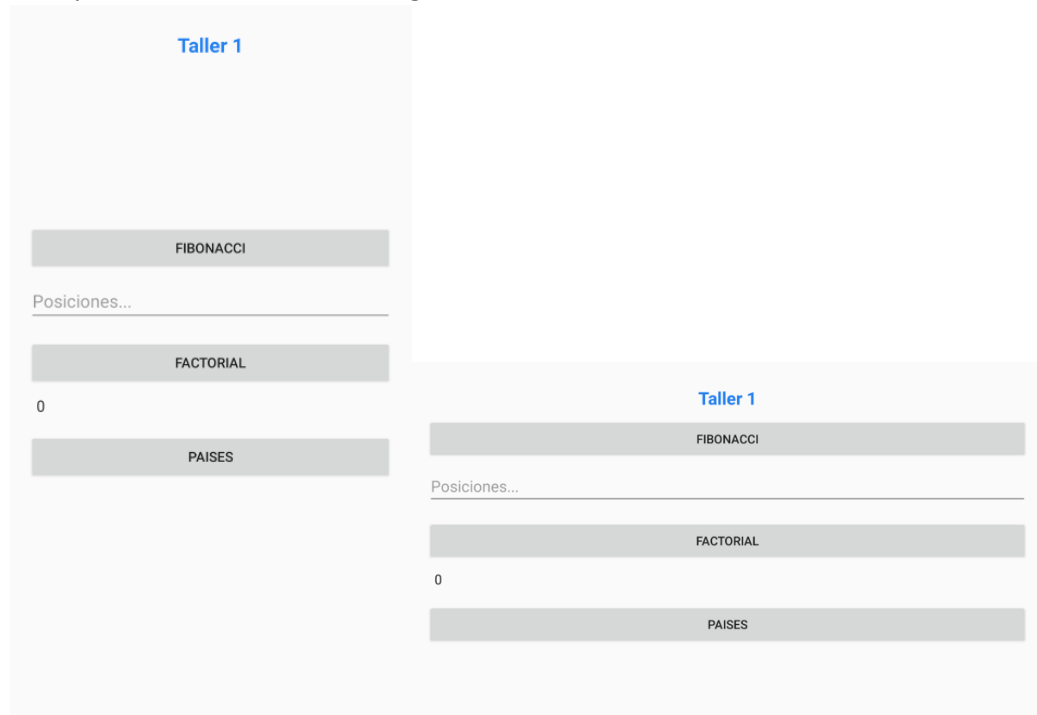 Taller 1
FIBONACCI
Posiciones...
FACTORIAL
0
PAISES
Taller 1
FIBONACCI
Posiciones...
FACTORIAL
0
PAISES